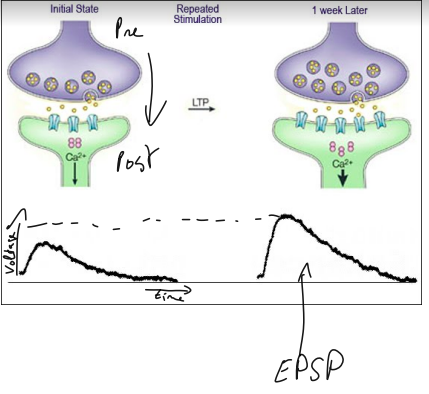 Initial State
Repeated
Stimulation
1 week Later
Pre
LTP
Post
Ca²⁺
Ca²⁺
Voltage
time
EPSP